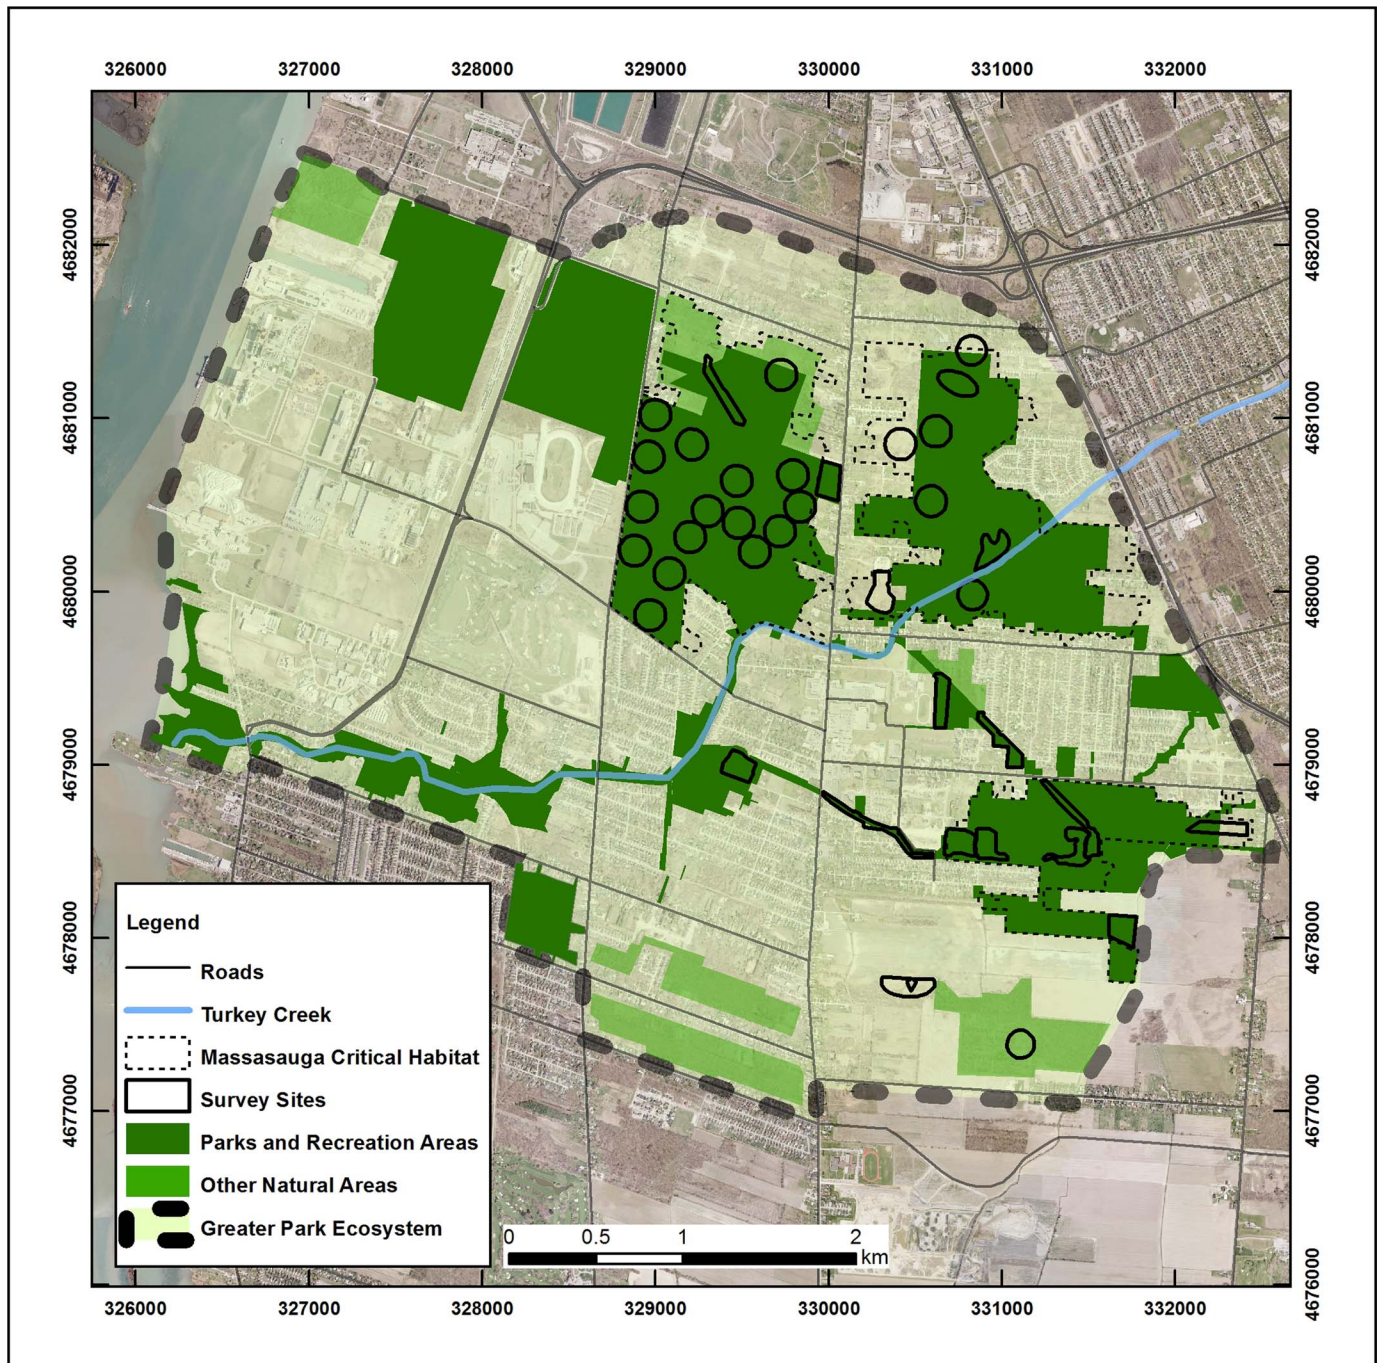 326000 327000 328000 329000 330000 331000 332000
4682000 4682000
4681000 4681000
4680000 4680000
4679000 4679000
4678000 4678000
4677000 4677000
4676000
Legend
Roads
Turkey Creek
Massasauga Critical Habitat
Survey Sites
Parks and Recreation Areas
Other Natural Areas
Greater Park Ecosystem
0 0.5 1 2
km
326000 327000 328000 329000 330000 331000 332000